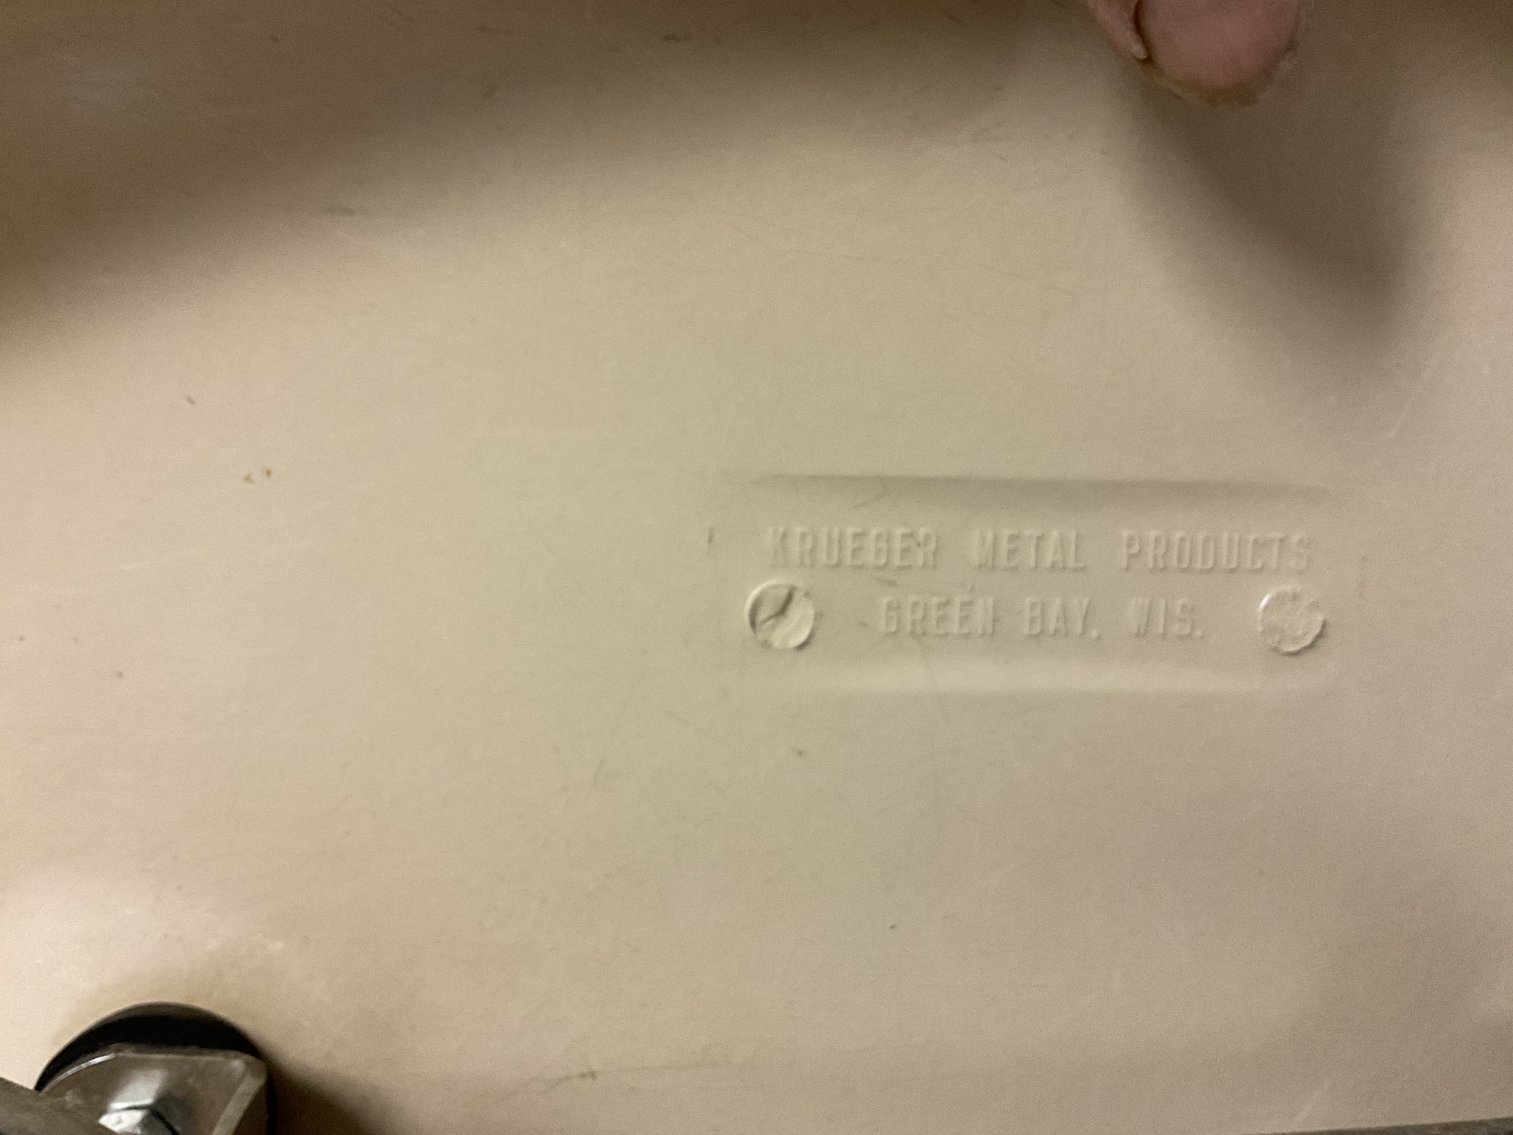 KRUEGER METAL PRODUCTS
GREEN BAY, WIS.